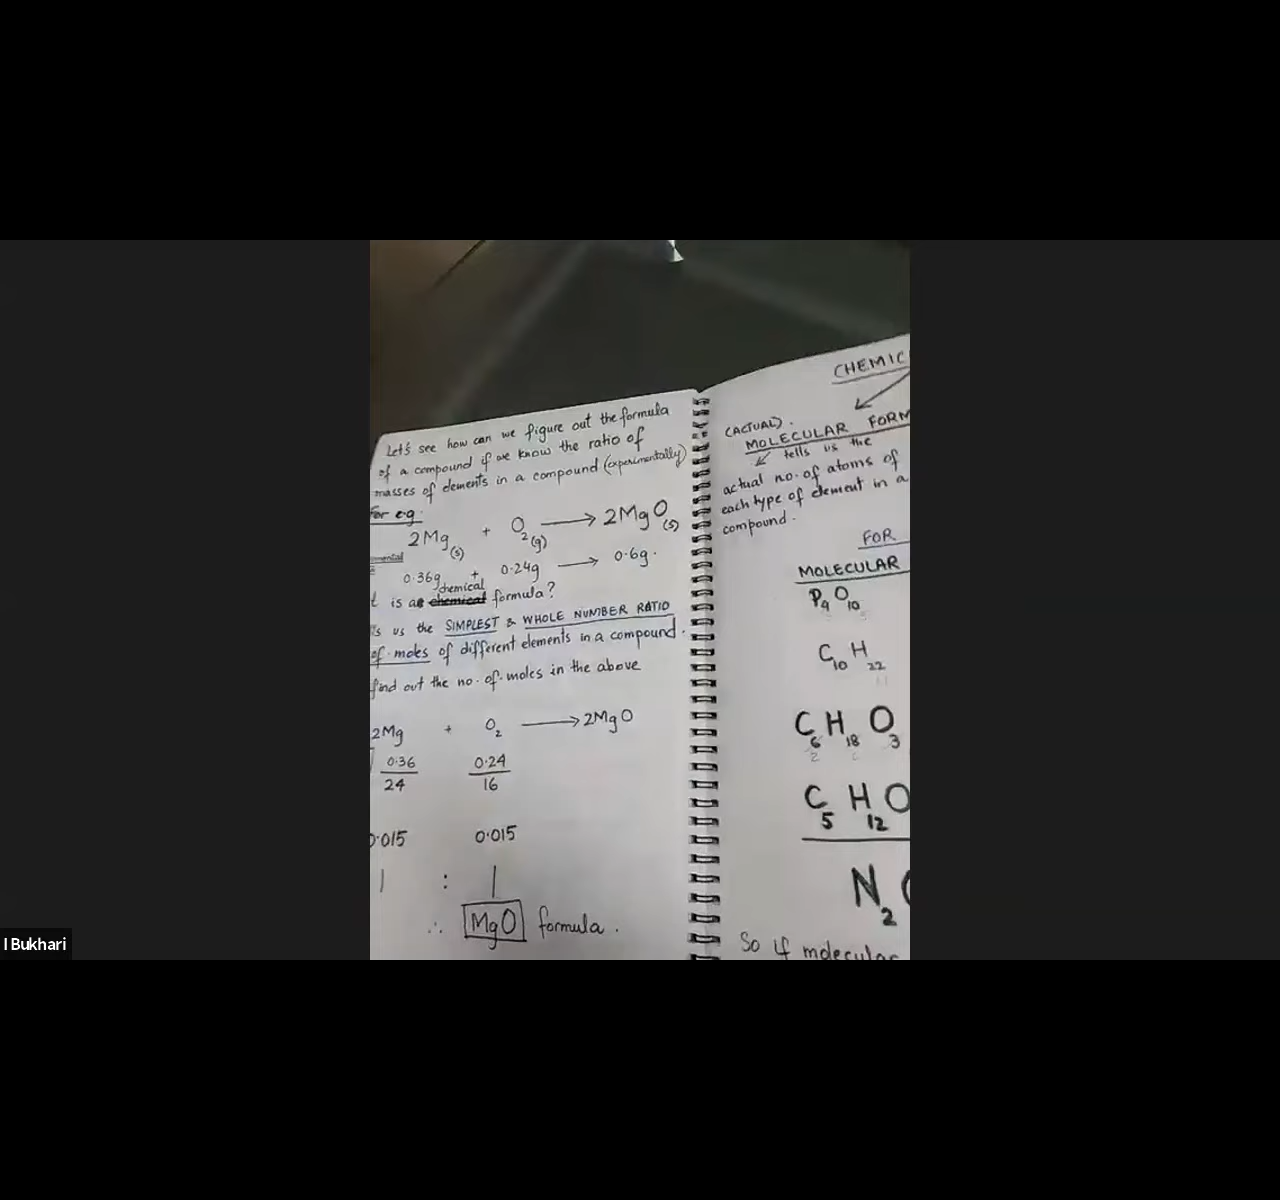 Let's see how can we figure out the formula
of a compound if we know the ratio of
masses of elements in a compound (experimentally)
For e.g:
2Mg(s) + O2(g) → 2MgO(s)
0.36g + 0.24g → 0.6g.
chemical
t is a chemical formula?
s us the SIMPLEST & WHOLE NUMBER RATIO
of moles of different elements in a compound.
find out the no. of. moles in the above
2Mg + O2 → 2MgO
0.36 0.24
24 16
0.015 0.015
1 : 1
∴ MgO formula.
CHEMIC
(ACTUAL).
MOLECULAR FORM
tells us the
actual no. of atoms of
each type of element in a
compound.
FOR
MOLECULAR
P4O10
C10H22
C6H18O3
C5H12O
N2
So if molecular
I Bukhari